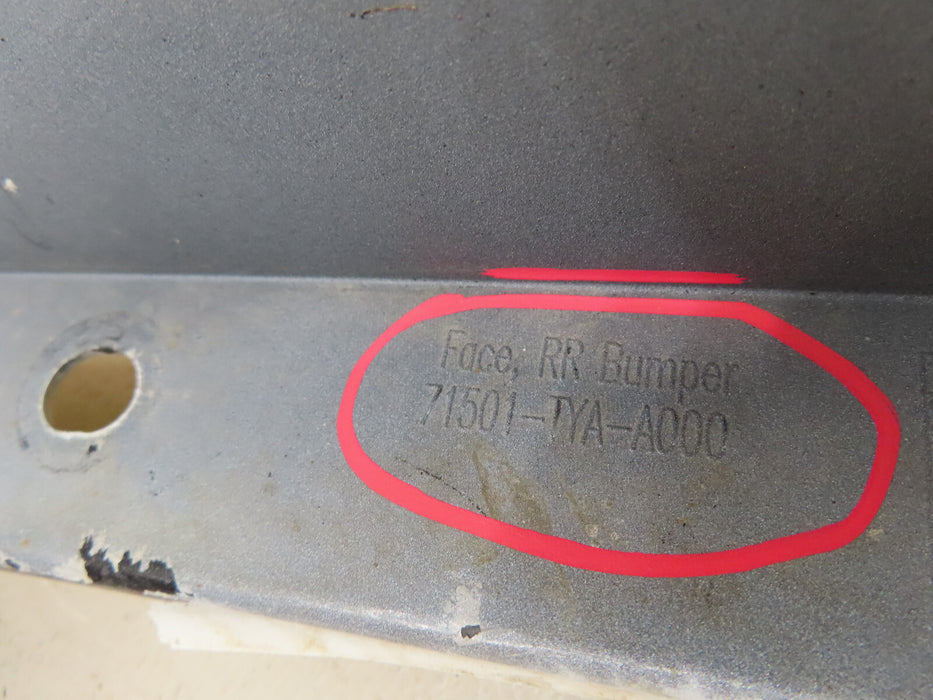 Face, RR Bumper
71501-TYA-A000